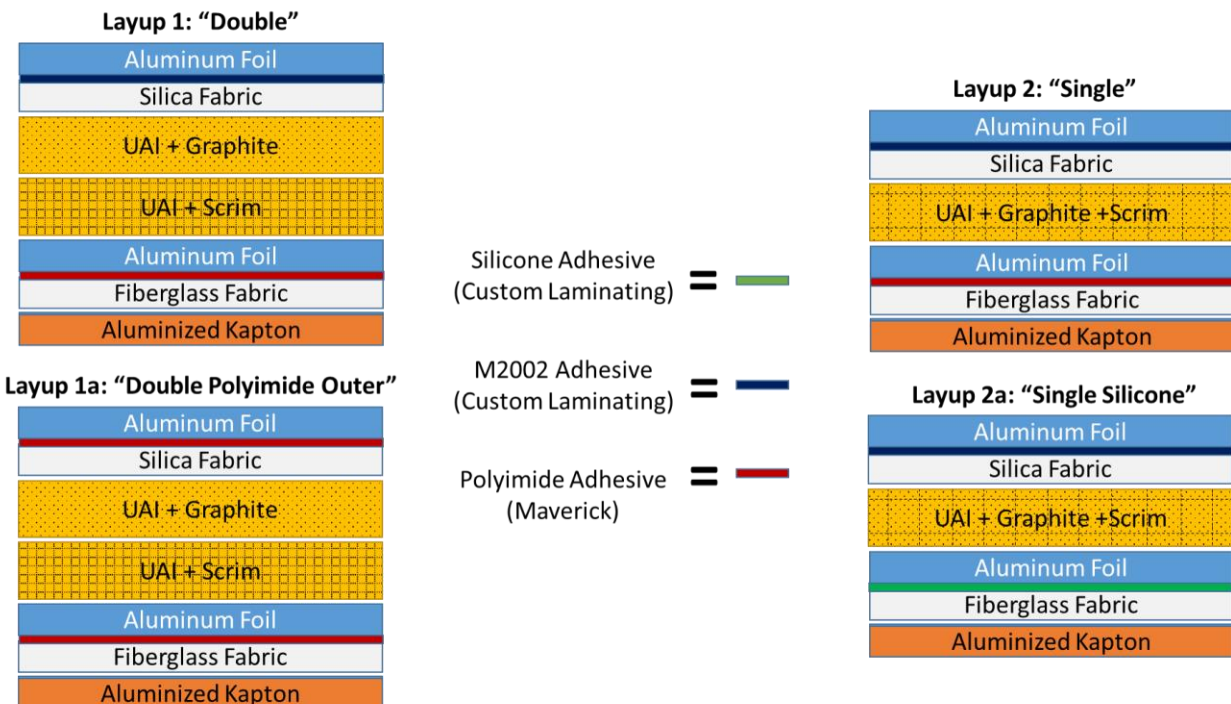 Layup 1: “Double”
Aluminum Foil
Silica Fabric
UAI + Graphite
UAI + Scrim
Aluminum Foil
Fiberglass Fabric
Aluminized Kapton
Layup 1a: “Double Polyimide Outer”
Aluminum Foil
Silica Fabric
UAI + Graphite
UAI + Scrim
Aluminum Foil
Fiberglass Fabric
Aluminized Kapton
Silicone Adhesive
(Custom Laminating)
=
M2002 Adhesive
(Custom Laminating)
=
Polyimide Adhesive
(Maverick)
=
Layup 2: “Single”
Aluminum Foil
Silica Fabric
UAI + Graphite +Scrim
Aluminum Foil
Fiberglass Fabric
Aluminized Kapton
Layup 2a: “Single Silicone”
Aluminum Foil
Silica Fabric
UAI + Graphite +Scrim
Aluminum Foil
Fiberglass Fabric
Aluminized Kapton